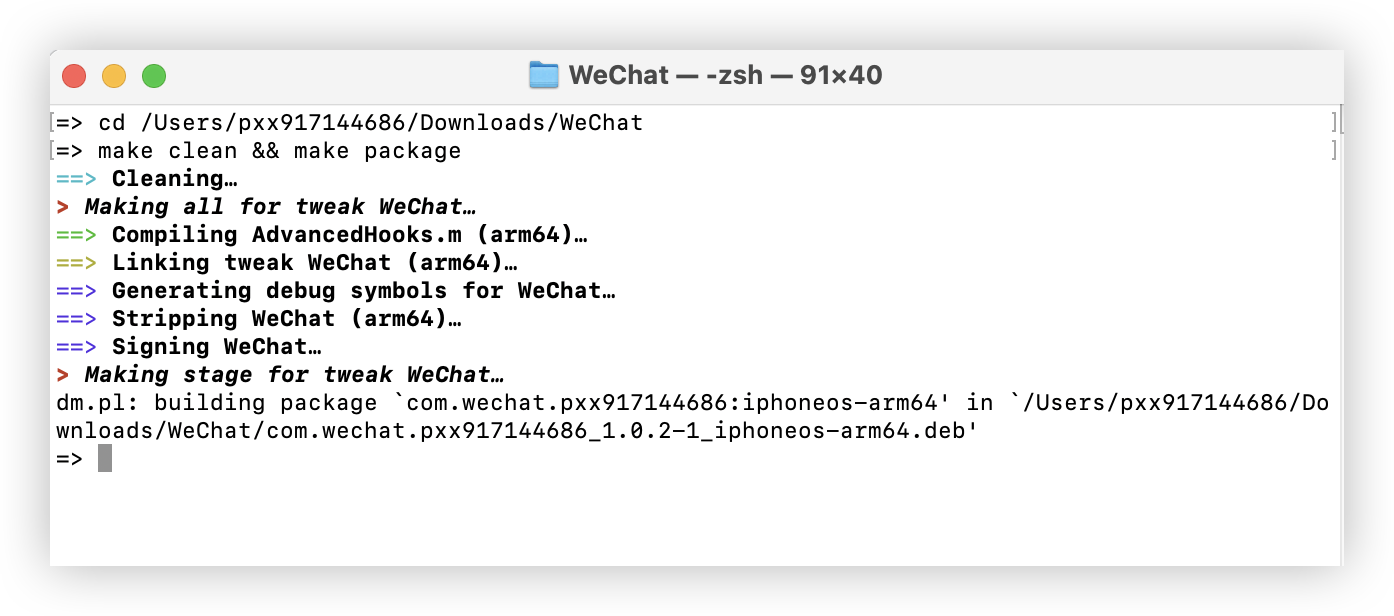 WeChat — -zsh — 91×40
[=> cd /Users/pxx917144686/Downloads/WeChat ]
[=> make clean && make package ]
==> Cleaning…
> Making all for tweak WeChat…
==> Compiling AdvancedHooks.m (arm64)…
==> Linking tweak WeChat (arm64)…
==> Generating debug symbols for WeChat…
==> Stripping WeChat (arm64)…
==> Signing WeChat…
> Making stage for tweak WeChat…
dm.pl: building package `com.wechat.pxx917144686:iphoneos-arm64' in `/Users/pxx917144686/Do
wnloads/WeChat/com.wechat.pxx917144686_1.0.2-1_iphoneos-arm64.deb'
=>